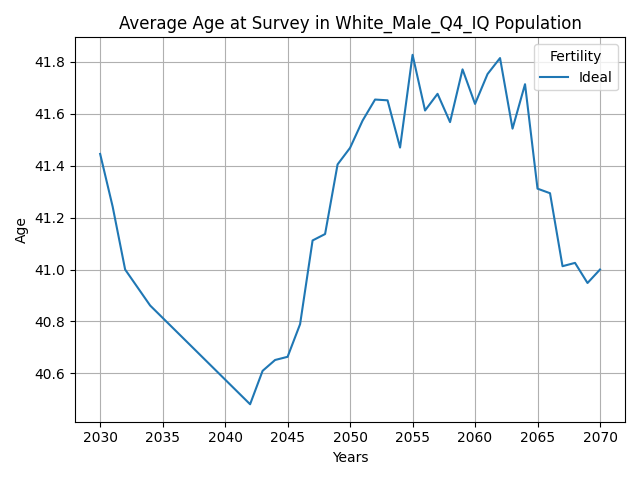 Average Age at Survey in White_Male_Q4_IQ Population
Fertility
Ideal
41.8
41.6
41.4
41.2
41.0
40.8
40.6
Age
2030 2035 2040 2045 2050 2055 2060 2065 2070
Years